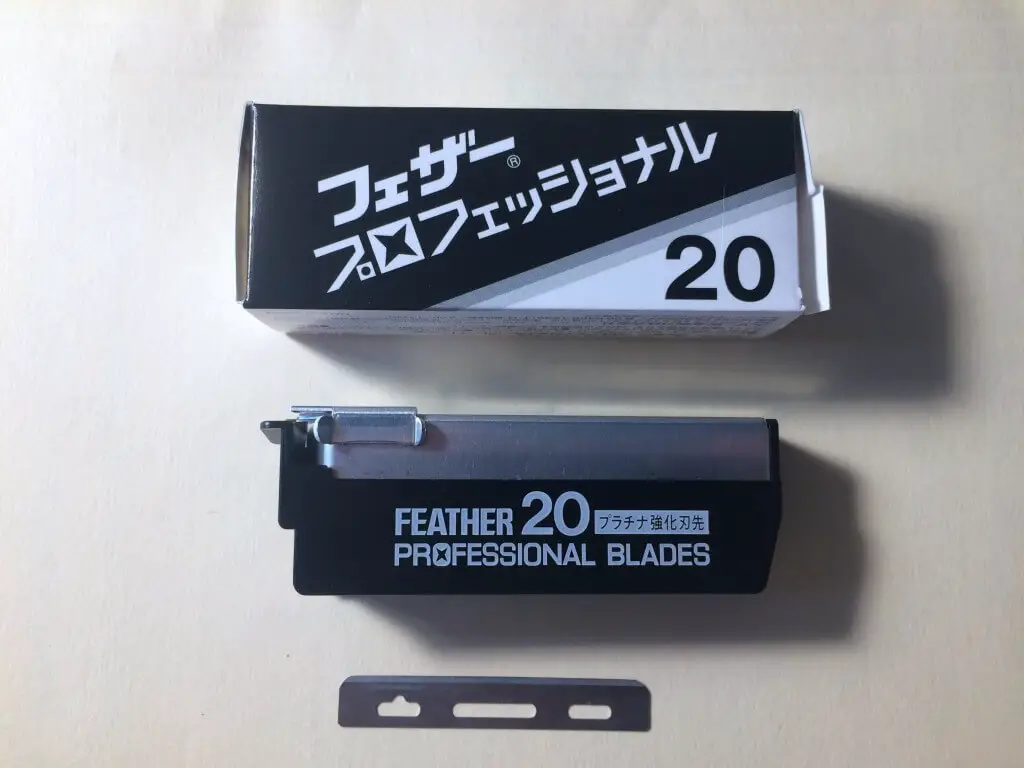 フェザー®
プロフェッショナル
20
FEATHER 20 プラチナ強化刃先
PROFESSIONAL BLADES